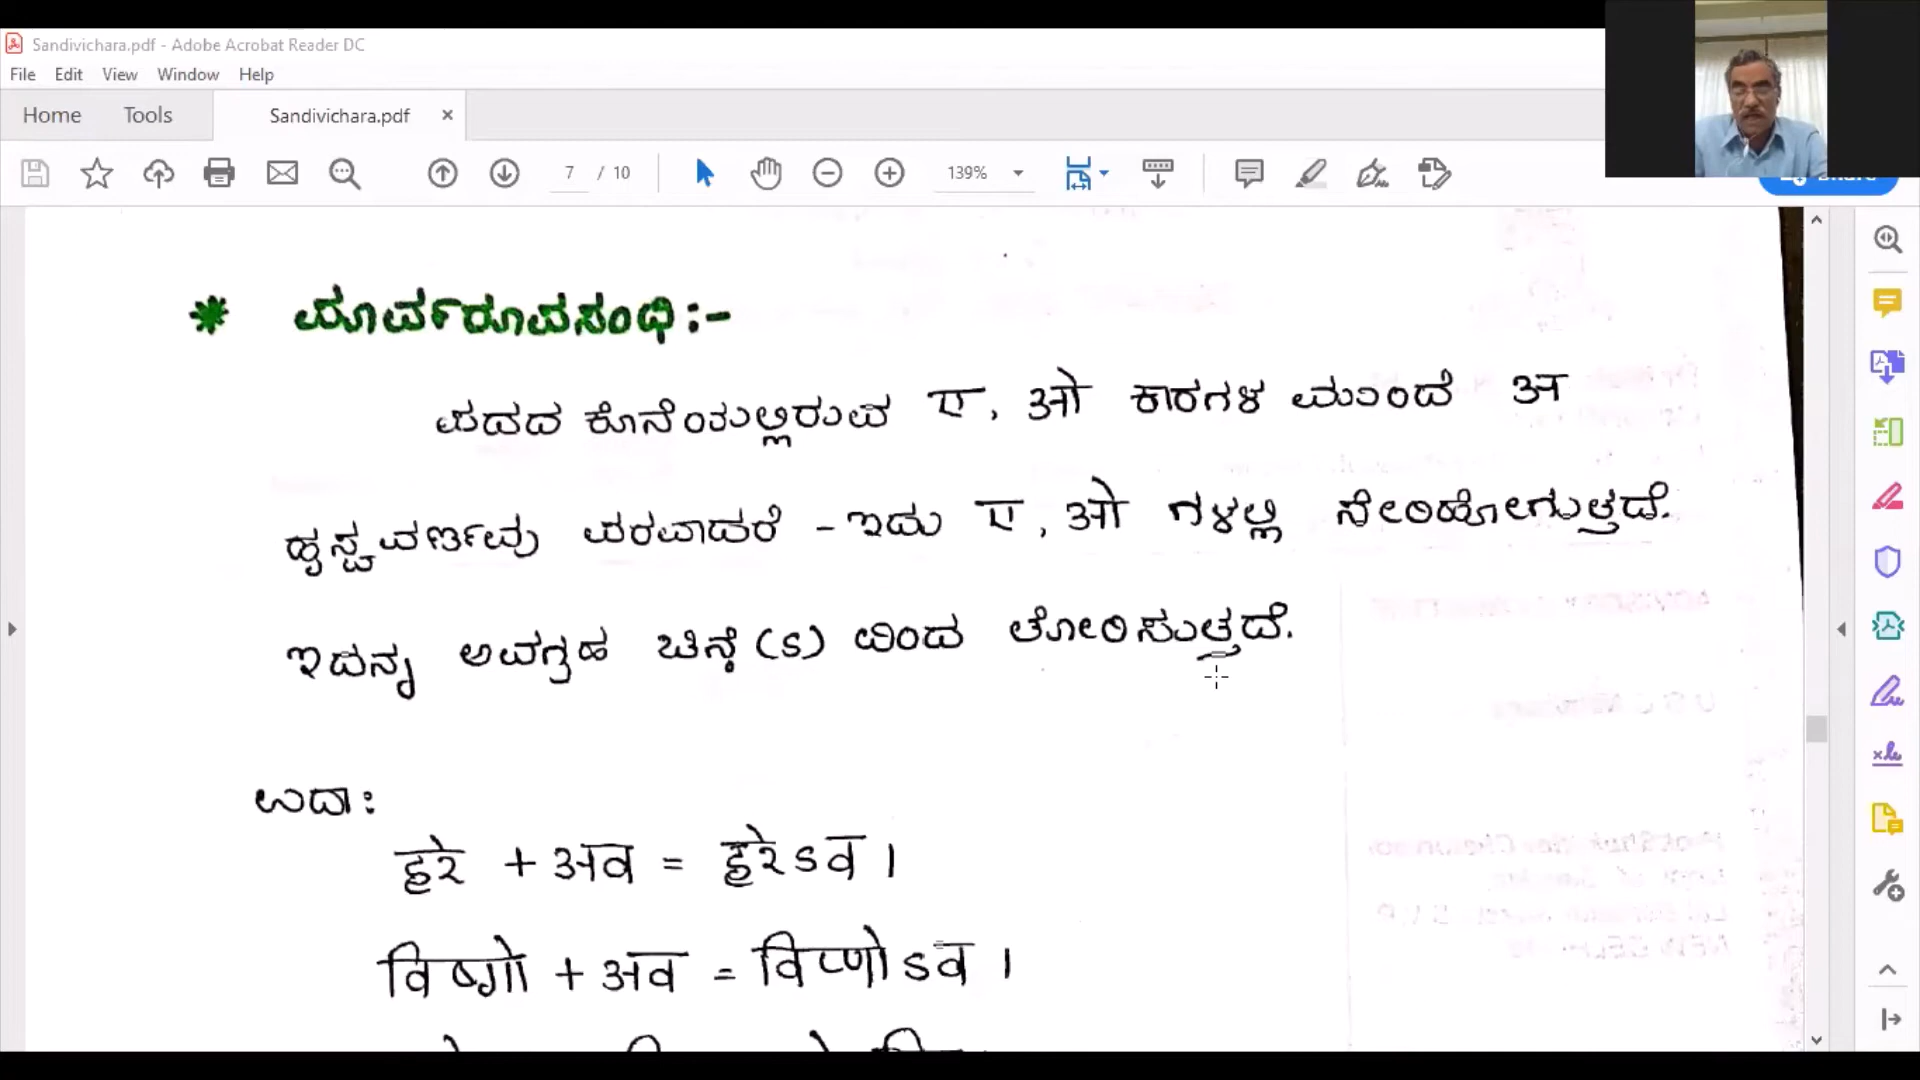 Sandivichara.pdf - Adobe Acrobat Reader DC
File Edit View Window Help
Home Tools Sandivichara.pdf ×
7 / 10 139%
* ಪೂರ್ವರೂಪಸಂಧಿ:-
ಪದದ ಕೊನೆಯಲ್ಲಿರುವ ए, ओ ಕಾರಗಳ ಮುಂದೆ अ
ಹೃಸ್ವವರ್ಣವು ಪರವಾದರೆ - ಇದು ए, ओ ಗಳಲ್ಲಿ ಸೇರಿಹೋಗುತ್ತದೆ.
ಇದನ್ನು ಅವಗ್ರಹ ಚಿನ್ಹೆ (ऽ) ಯಿಂದ ತೋರಿಸುತ್ತದೆ.
ಉದಾ:
हरे + अव = हरेऽव ।
विष्णो + अव = विष्णोऽव ।